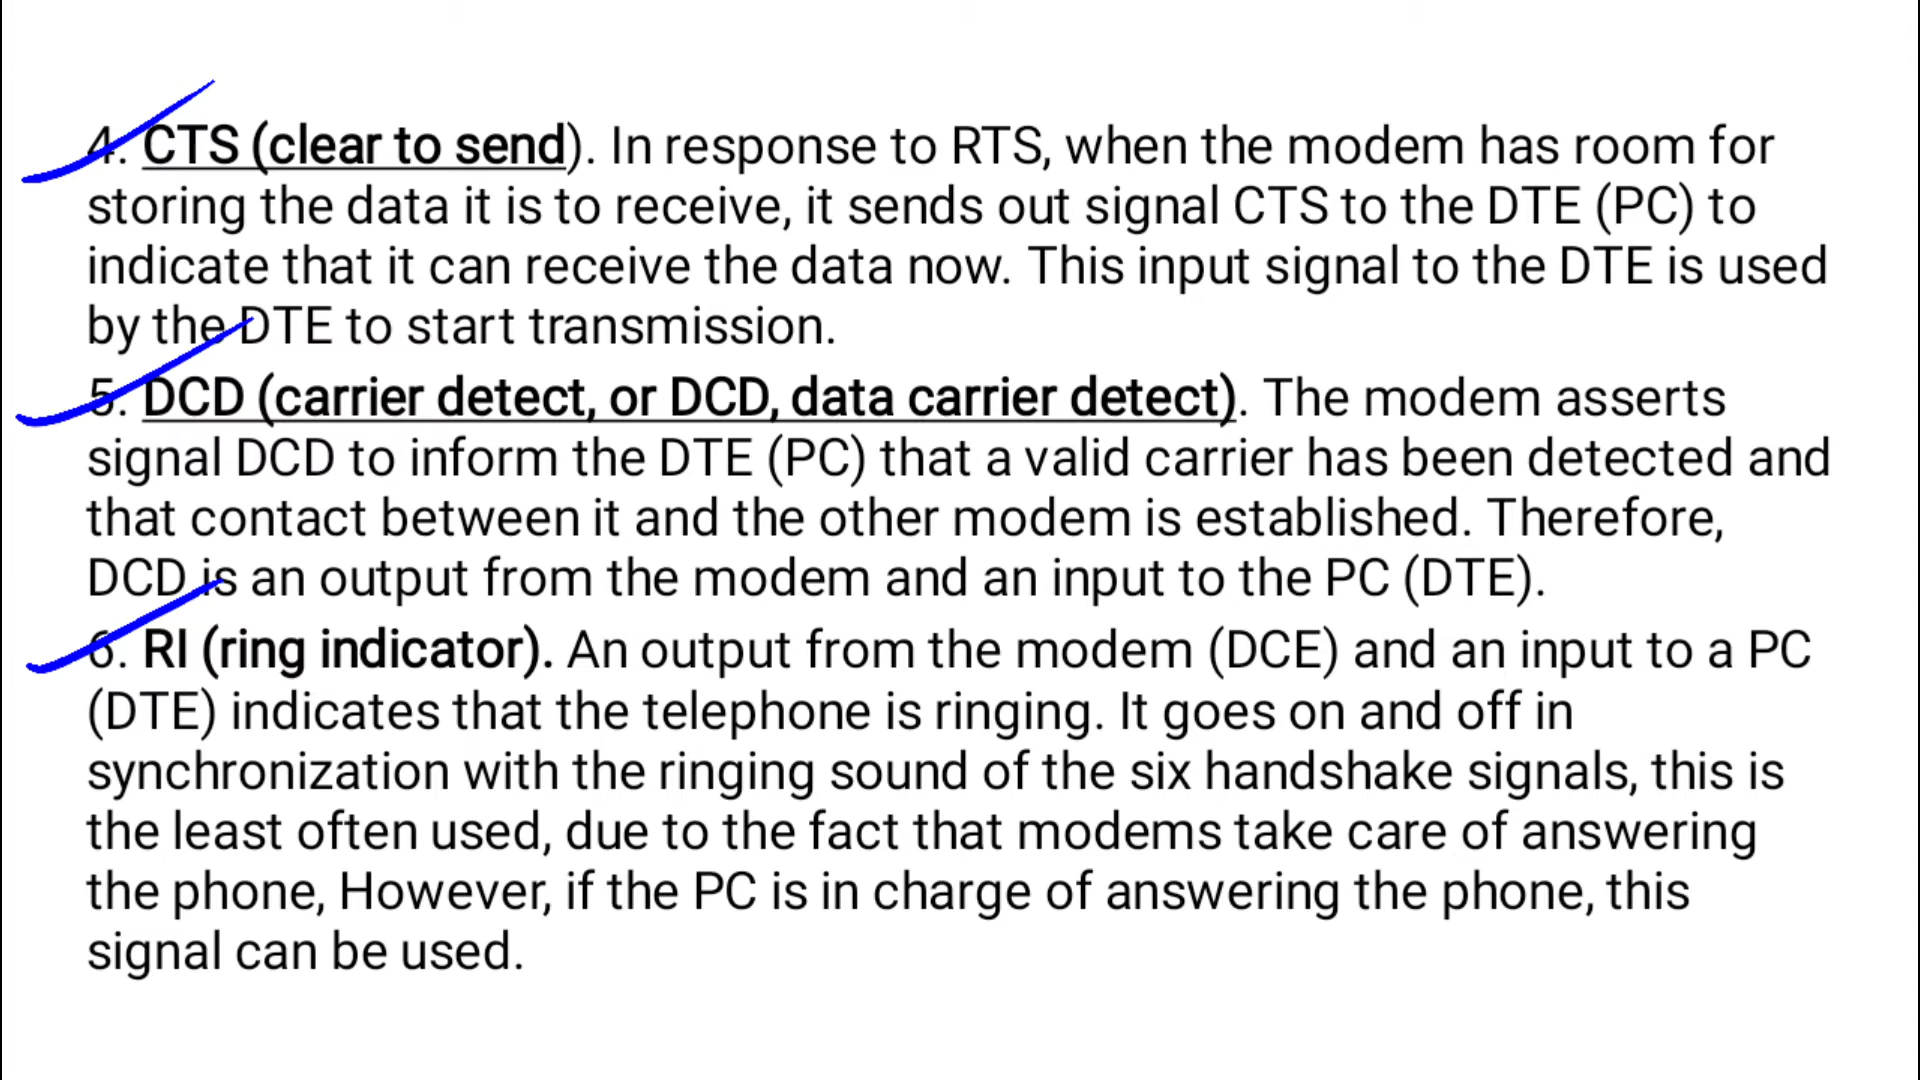 4. CTS (clear to send). In response to RTS, when the modem has room for
storing the data it is to receive, it sends out signal CTS to the DTE (PC) to
indicate that it can receive the data now. This input signal to the DTE is used
by the DTE to start transmission.
5. DCD (carrier detect, or DCD, data carrier detect). The modem asserts
signal DCD to inform the DTE (PC) that a valid carrier has been detected and
that contact between it and the other modem is established. Therefore,
DCD is an output from the modem and an input to the PC (DTE).
6. RI (ring indicator). An output from the modem (DCE) and an input to a PC
(DTE) indicates that the telephone is ringing. It goes on and off in
synchronization with the ringing sound of the six handshake signals, this is
the least often used, due to the fact that modems take care of answering
the phone, However, if the PC is in charge of answering the phone, this
signal can be used.